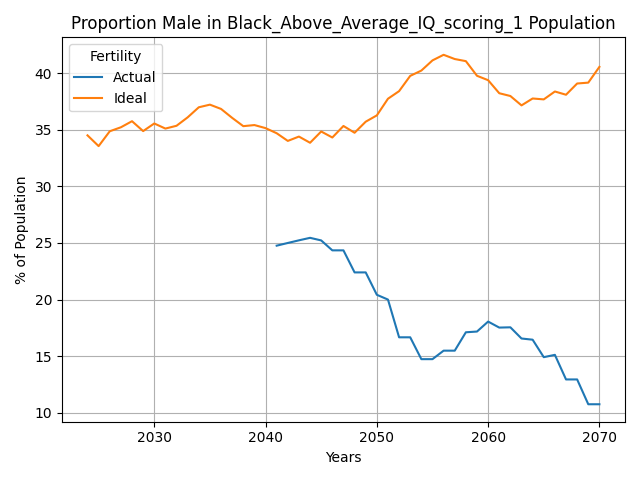 Proportion Male in Black_Above_Average_IQ_scoring_1 Population
Fertility
Actual
Ideal
% of Population
40
35
30
25
20
15
10
2030
2040
2050
2060
2070
Years